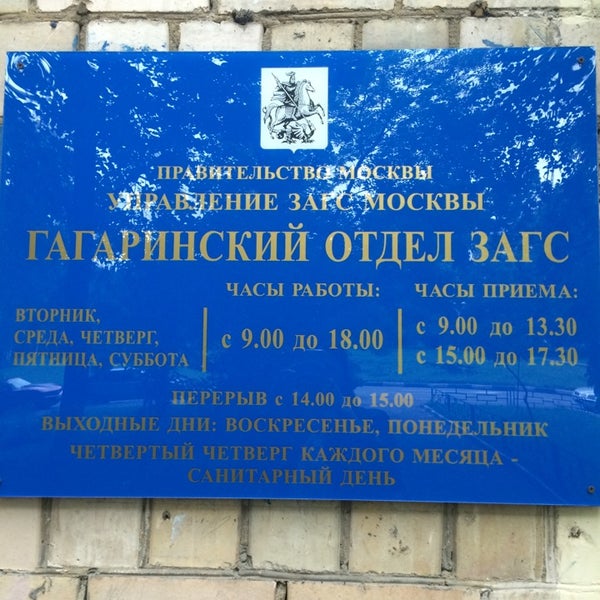 ПРАВИТЕЛЬСТВО МОСКВЫ
УПРАВЛЕНИЕ ЗАГС МОСКВЫ
ГАГАРИНСКИЙ ОТДЕЛ ЗАГС
ЧАСЫ РАБОТЫ: ЧАСЫ ПРИЕМА:
ВТОРНИК,
СРЕДА, ЧЕТВЕРГ,
ПЯТНИЦА, СУББОТА
с 9.00 до 18.00
с 9.00 до 13.30
с 15.00 до 17.30
ПЕРЕРЫВ с 14.00 до 15.00
ВЫХОДНЫЕ ДНИ: ВОСКРЕСЕНЬЕ, ПОНЕДЕЛЬНИК
ЧЕТВЕРТЫЙ ЧЕТВЕРГ КАЖДОГО МЕСЯЦА -
САНИТАРНЫЙ ДЕНЬ